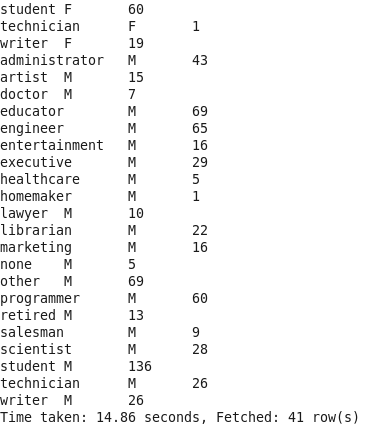 student F 60
technician F 1
writer F 19
administrator M 43
artist M 15
doctor M 7
educator M 69
engineer M 65
entertainment M 16
executive M 29
healthcare M 5
homemaker M 1
lawyer M 10
librarian M 22
marketing M 16
none M 5
other M 69
programmer M 60
retired M 13
salesman M 9
scientist M 28
student M 136
technician M 26
writer M 26
Time taken: 14.86 seconds, Fetched: 41 row(s)